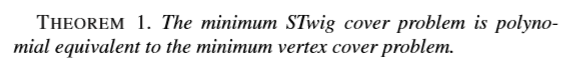 THEOREM 1. The minimum STwig cover problem is polyno-
mial equivalent to the minimum vertex cover problem.